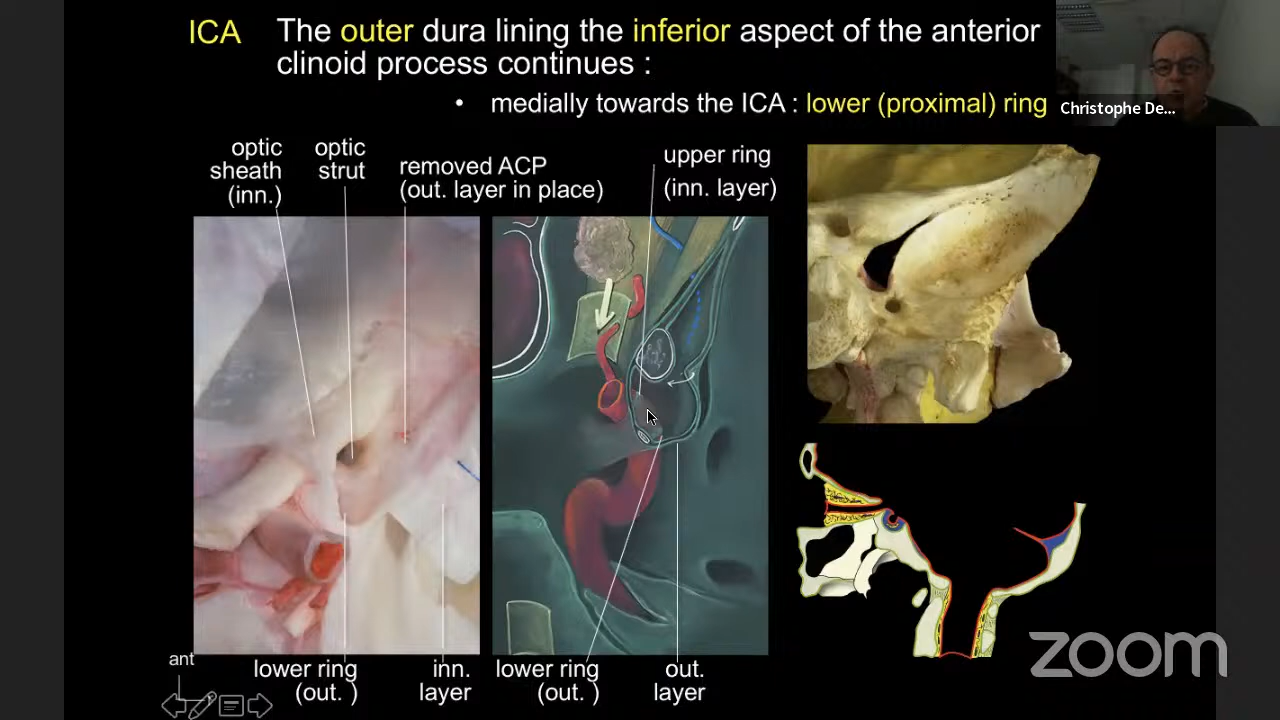 ICA The outer dura lining the inferior aspect of the anterior
clinoid process continues :
• medially towards the ICA : lower (proximal) ring
Christophe De...
optic
sheath
(inn.)
optic
strut
removed ACP
(out. layer in place)
upper ring
(inn. layer)
ant
lower ring
(out. )
inn.
layer
lower ring
(out. )
out.
layer
zoom